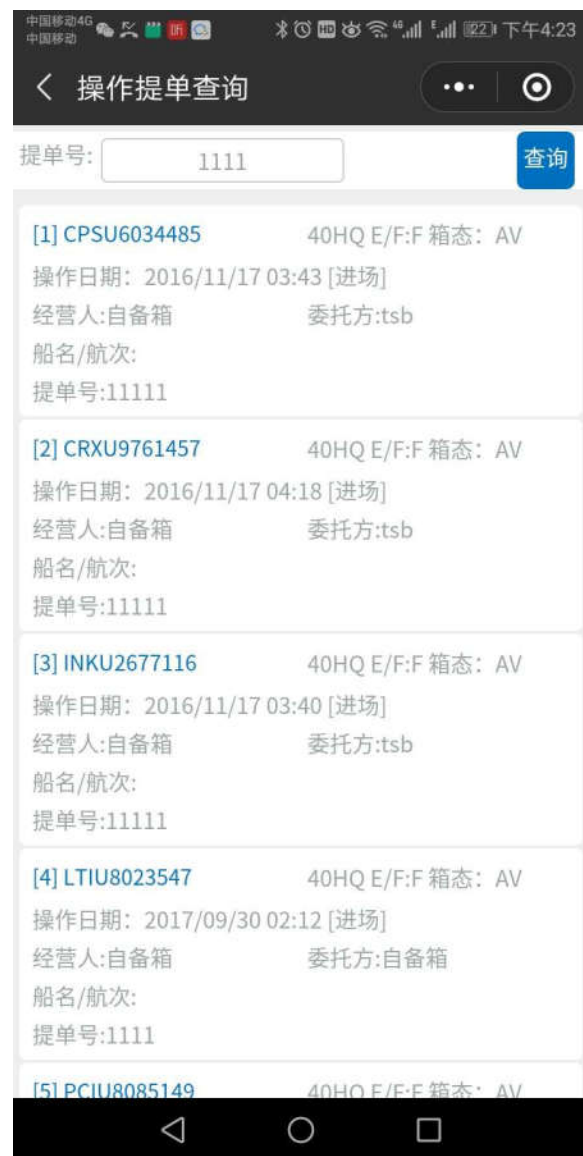 中国移动4G
中国移动
下午4:23
操作提单查询
提单号: 1111 查询
[1] CPSU6034485 40HQ E/F:F 箱态：AV
操作日期：2016/11/17 03:43 [进场]
经营人:自备箱 委托方:tsb
船名/航次:
提单号:11111
[2] CRXU9761457 40HQ E/F:F 箱态：AV
操作日期：2016/11/17 04:18 [进场]
经营人:自备箱 委托方:tsb
船名/航次:
提单号:11111
[3] INKU2677116 40HQ E/F:F 箱态：AV
操作日期：2016/11/17 03:40 [进场]
经营人:自备箱 委托方:tsb
船名/航次:
提单号:11111
[4] LTIU8023547 40HQ E/F:F 箱态：AV
操作日期：2017/09/30 02:12 [进场]
经营人:自备箱 委托方:自备箱
船名/航次:
提单号:1111
[5] PCIU8085149 40HQ E/F:F 箱态：AV